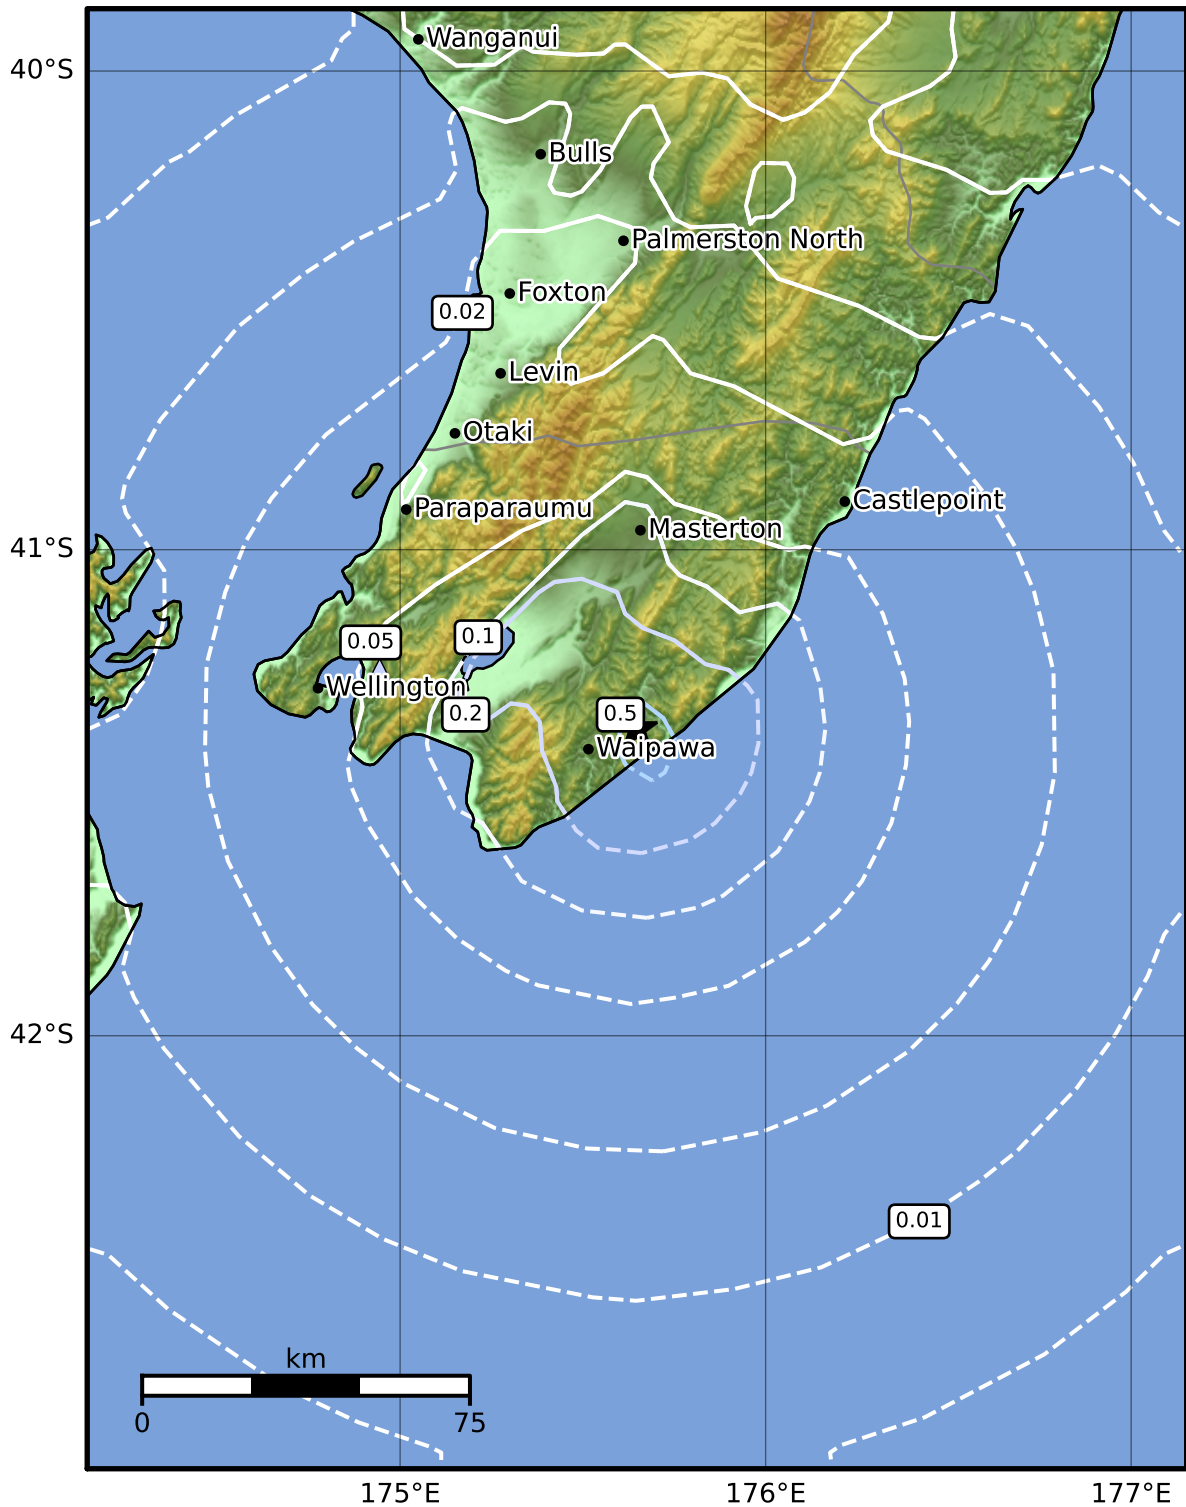 Wanganui
40°S
Bulls
Palmerston North
Foxton
0.02
Levin
Otaki
Castlepoint
Paraparaumu
Masterton
41°S
0.1
0.05
Wellington
0.2
0.5
Waipawa
42°S
0.01
km
0
75
175°E
176°E
177°E